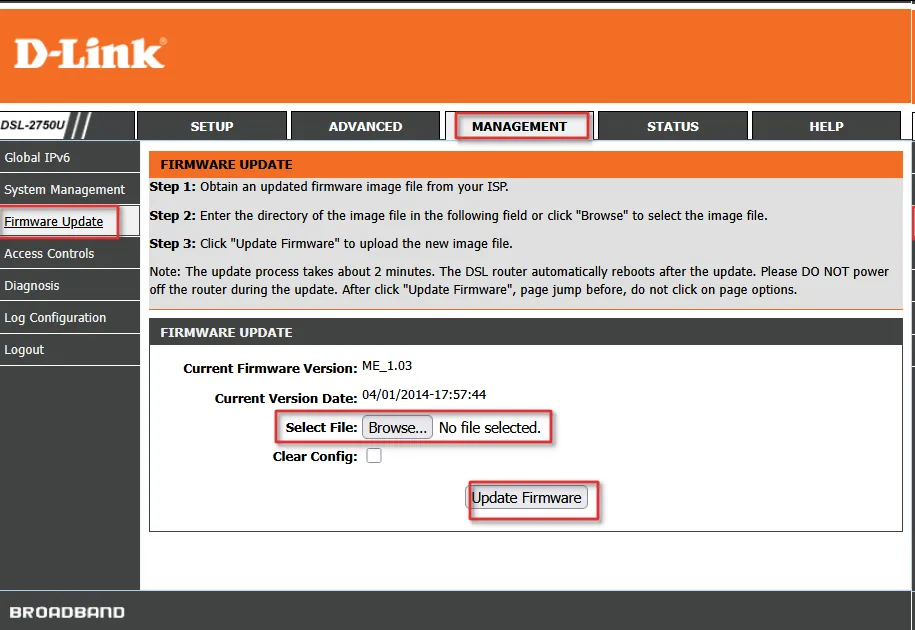 D-Link®
DSL-2750U
SETUP
ADVANCED
MANAGEMENT
STATUS
HELP
Global IPv6
System Management
Firmware Update
Access Controls
Diagnosis
Log Configuration
Logout
FIRMWARE UPDATE
Step 1: Obtain an updated firmware image file from your ISP.
Step 2: Enter the directory of the image file in the following field or click "Browse" to select the image file.
Step 3: Click "Update Firmware" to upload the new image file.
Note: The update process takes about 2 minutes. The DSL router automatically reboots after the update. Please DO NOT power
off the router during the update. After click "Update Firmware", page jump before, do not click on page options.
FIRMWARE UPDATE
Current Firmware Version: ME_1.03
Current Version Date: 04/01/2014-17:57:44
Select File: Browse... No file selected.
Clear Config:
Update Firmware
BROADBAND